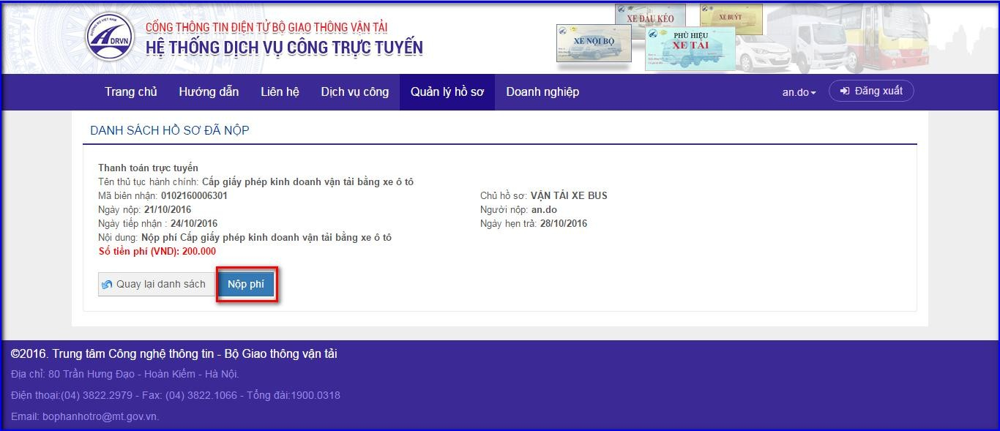 CỔNG THÔNG TIN ĐIỆN TỬ BỘ GIAO THÔNG VẬN TẢI
HỆ THỐNG DỊCH VỤ CÔNG TRỰC TUYẾN
ĐƯỜNG BỘ VIỆT NAM
DRVN
XE ĐẦU KÉO
XE BUÝT
XE NỘI BỘ
PHÙ HIỆU
XE TẢI
Trang chủ Hướng dẫn Liên hệ Dịch vụ công Quản lý hồ sơ Doanh nghiệp an.do Đăng xuất
DANH SÁCH HỒ SƠ ĐÃ NỘP
Thanh toán trực tuyến
Tên thủ tục hành chính: Cấp giấy phép kinh doanh vận tải bằng xe ô tô
Mã biên nhận: 0102160006301 Chủ hồ sơ: VẬN TẢI XE BUS
Ngày nộp: 21/10/2016 Người nộp: an.do
Ngày tiếp nhận : 24/10/2016 Ngày hẹn trả: 28/10/2016
Nội dung: Nộp phí Cấp giấy phép kinh doanh vận tải bằng xe ô tô
Số tiền phí (VND): 200.000
Quay lại danh sách Nộp phí
©2016. Trung tâm Công nghệ thông tin - Bộ Giao thông vận tải
Địa chỉ: 80 Trần Hưng Đạo - Hoàn Kiếm - Hà Nội.
Điện thoại:(04) 3822.2979 - Fax: (04) 3822.1066 - Tổng đài:1900.0318
Email: bophanhotro@mt.gov.vn.